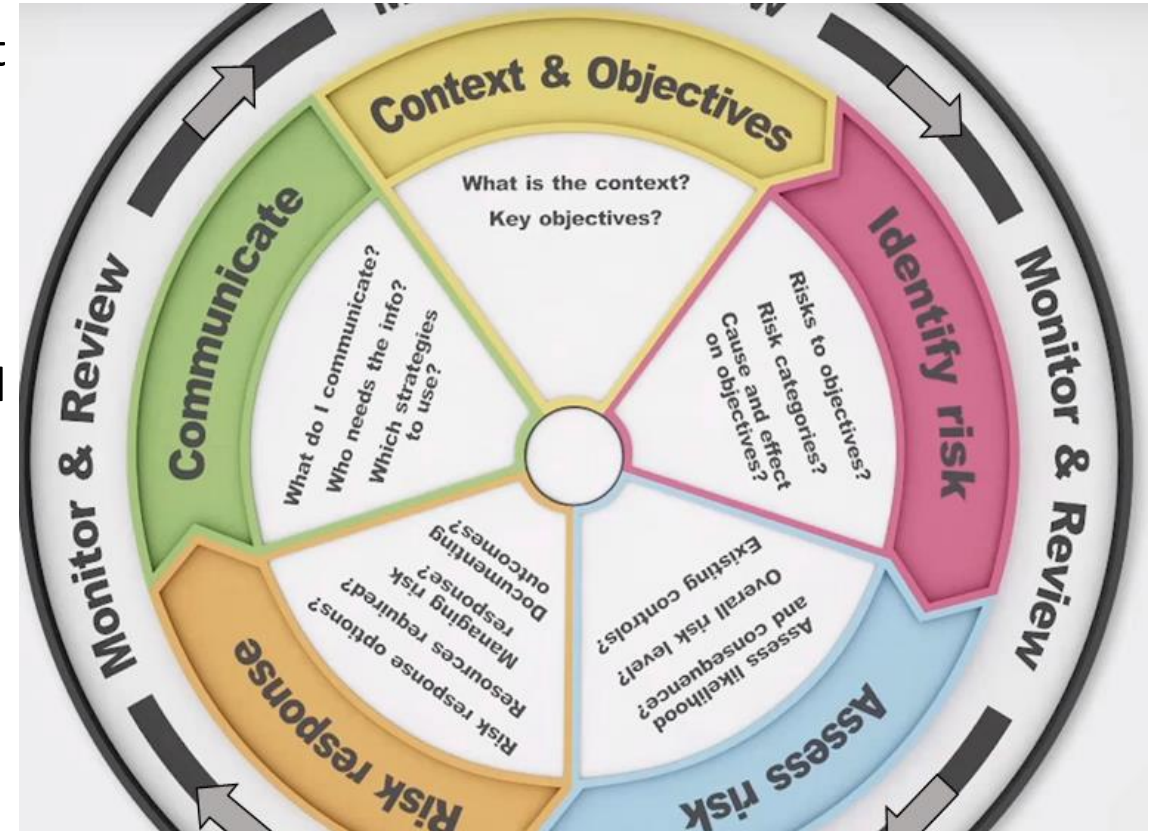 Context & Objectives
What is the context?
Key objectives?
Identify risk
Risks to objectives?
Risk categories?
Cause and effect
on objectives?
Assess risk
Assess likelihood
and consequence?
Overall risk level?
Existing controls?
Risk response
Risk response options?
Resources required?
Managing risk
response?
Documenting
outcomes?
Communicate
What do I communicate?
Who needs the info?
Which strategies
to use?
Monitor & Review
Monitor & Review